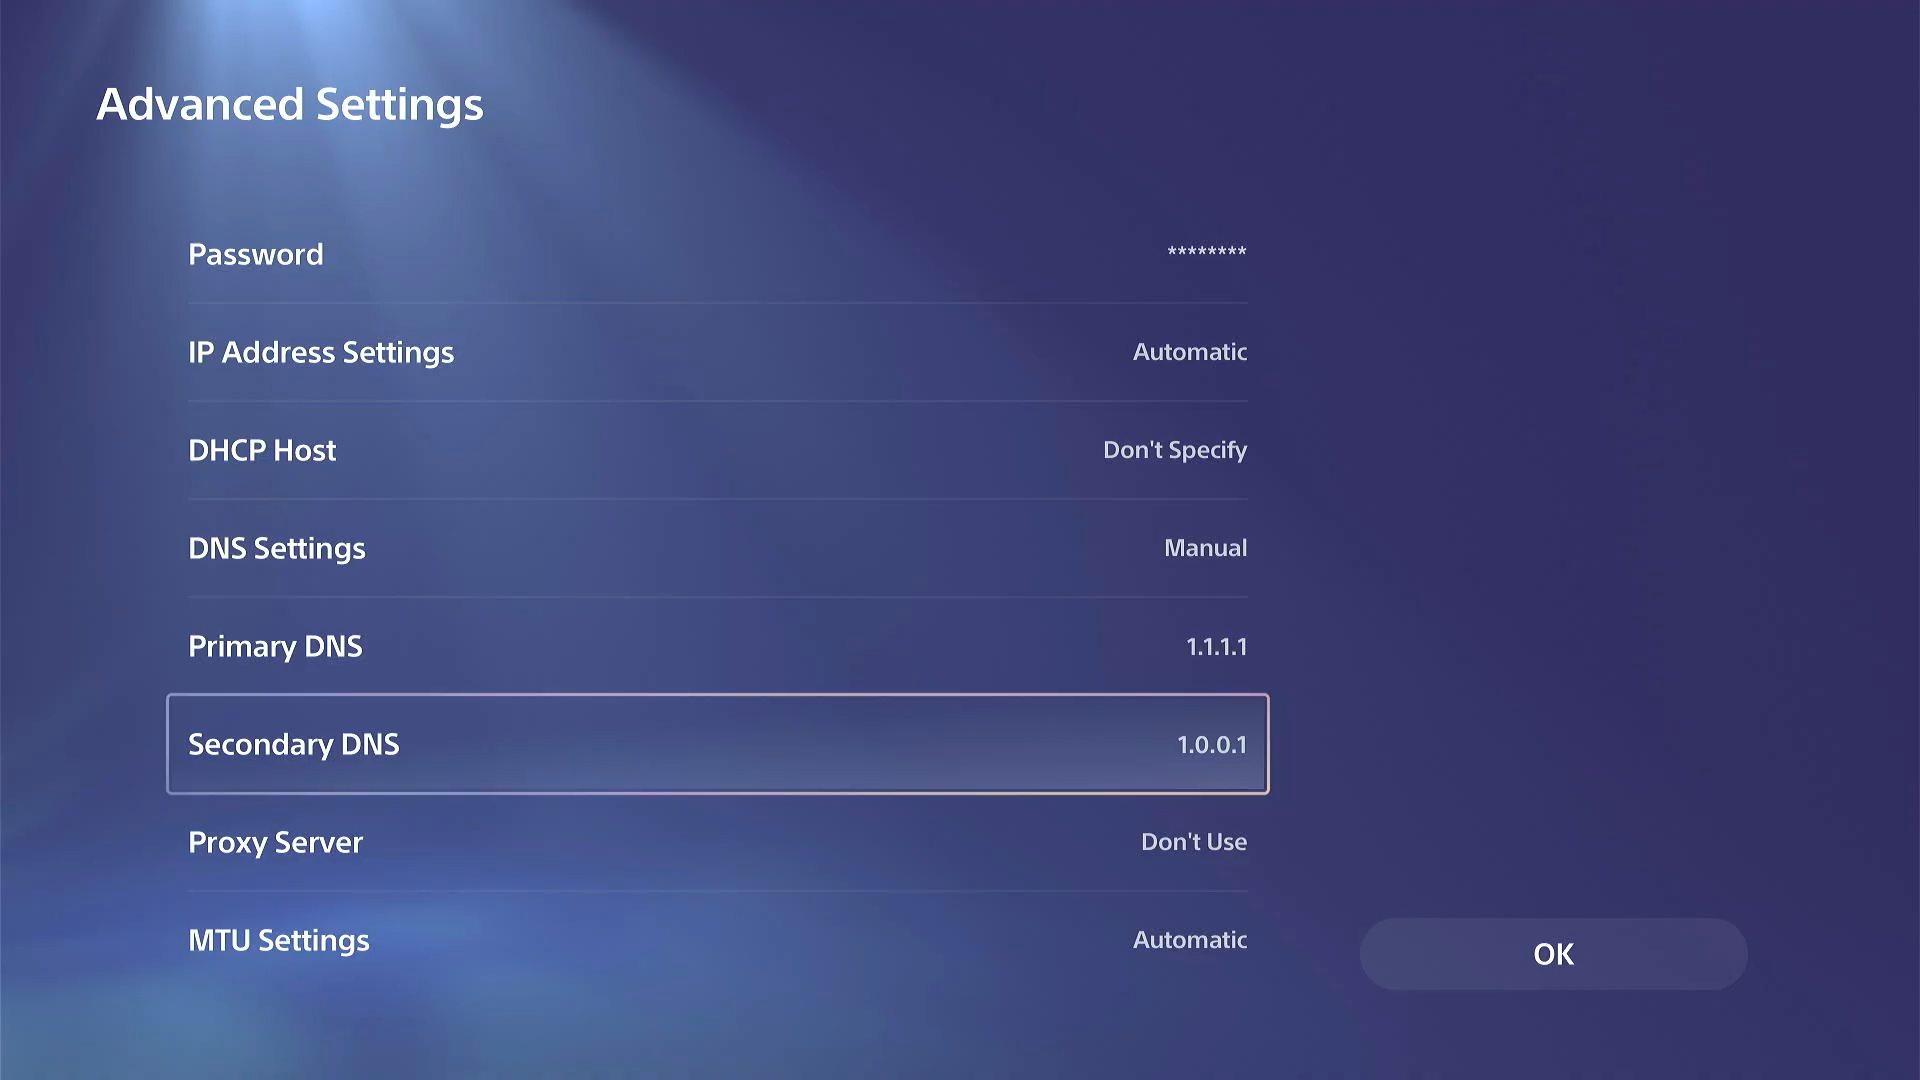 Advanced Settings
Password ********
IP Address Settings Automatic
DHCP Host Don't Specify
DNS Settings Manual
Primary DNS 1.1.1.1
Secondary DNS 1.0.0.1
Proxy Server Don't Use
MTU Settings Automatic
OK